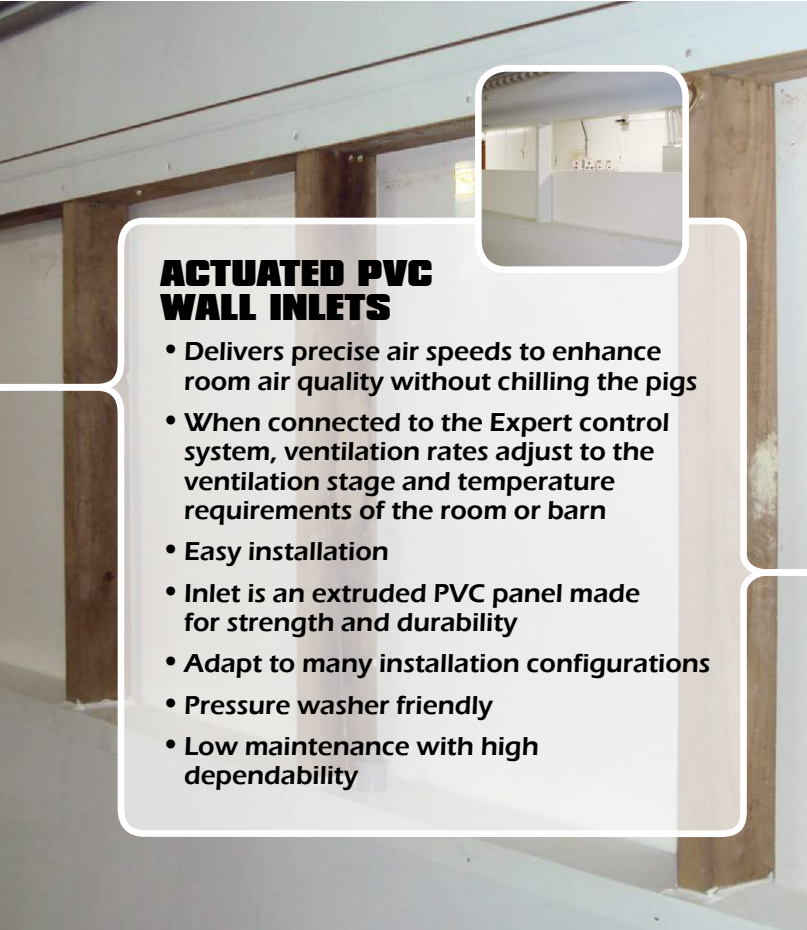 ACTUATED PVC
WALL INLETS
• Delivers precise air speeds to enhance
room air quality without chilling the pigs
• When connected to the Expert control
system, ventilation rates adjust to the
ventilation stage and temperature
requirements of the room or barn
• Easy installation
• Inlet is an extruded PVC panel made
for strength and durability
• Adapt to many installation configurations
• Pressure washer friendly
• Low maintenance with high
dependability